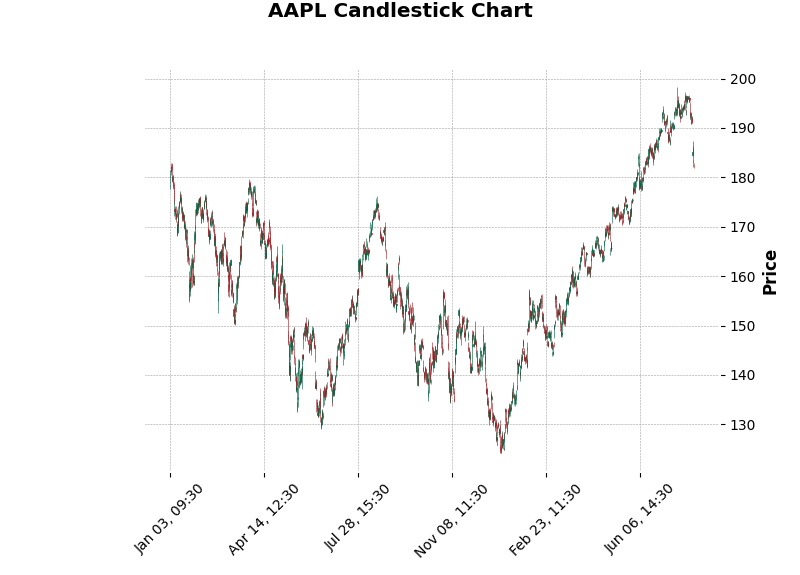 AAPL Candlestick Chart
200
190
180
170
160
150
140
130
Price
Jan 03, 09:30
Apr 14, 12:30
Jul 28, 15:30
Nov 08, 11:30
Feb 23, 11:30
Jun 06, 14:30